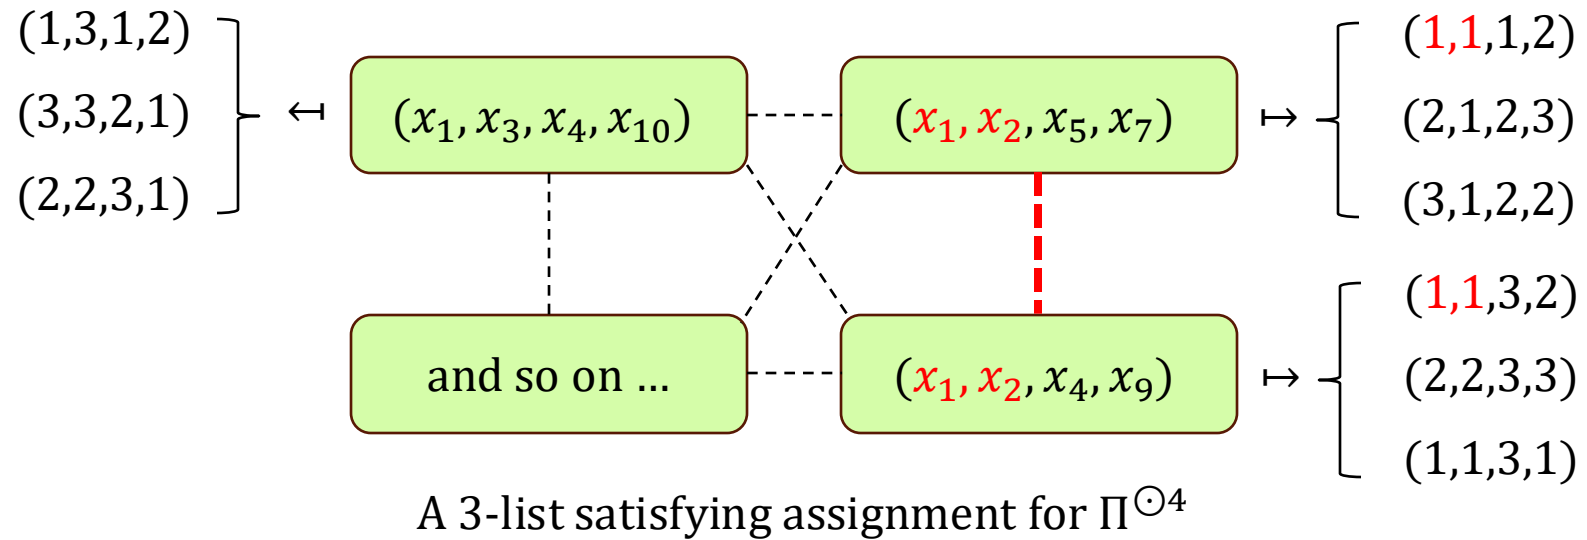 (1,3,1,2)
(3,3,2,1)
(2,2,3,1)
↤
(x₁, x₃, x₄, x₁₀)
(x₁, x₂, x₅, x₇)
↦
(1,1,1,2)
(2,1,2,3)
(3,1,2,2)
and so on ...
(x₁, x₂, x₄, x₉)
↦
(1,1,3,2)
(2,2,3,3)
(1,1,3,1)
A 3-list satisfying assignment for Π^⊙4